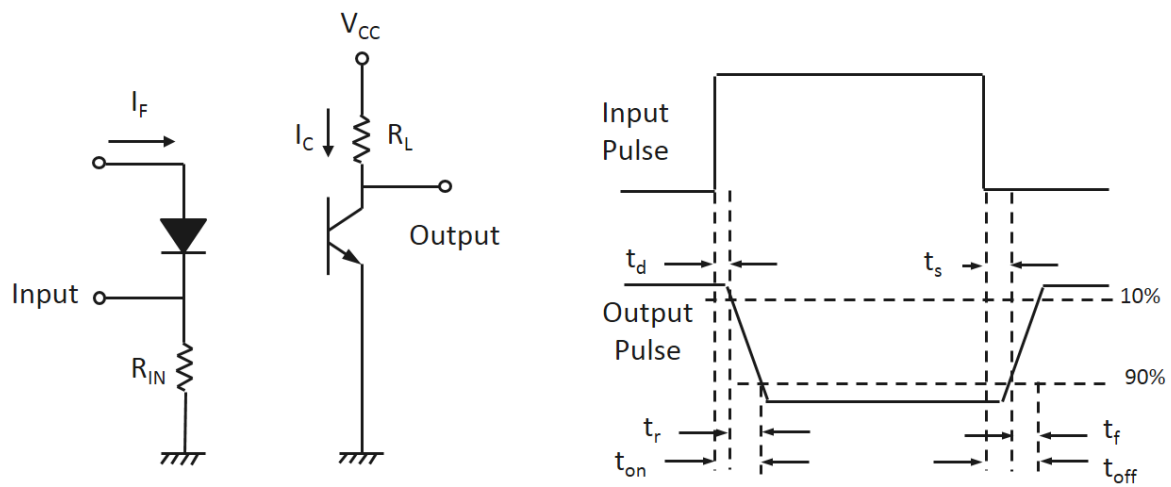 V_CC
I_F
I_C
R_L
Output
Input
R_IN
Input
Pulse
t_d
t_s
10%
Output
Pulse
90%
t_r
t_f
t_on
t_off